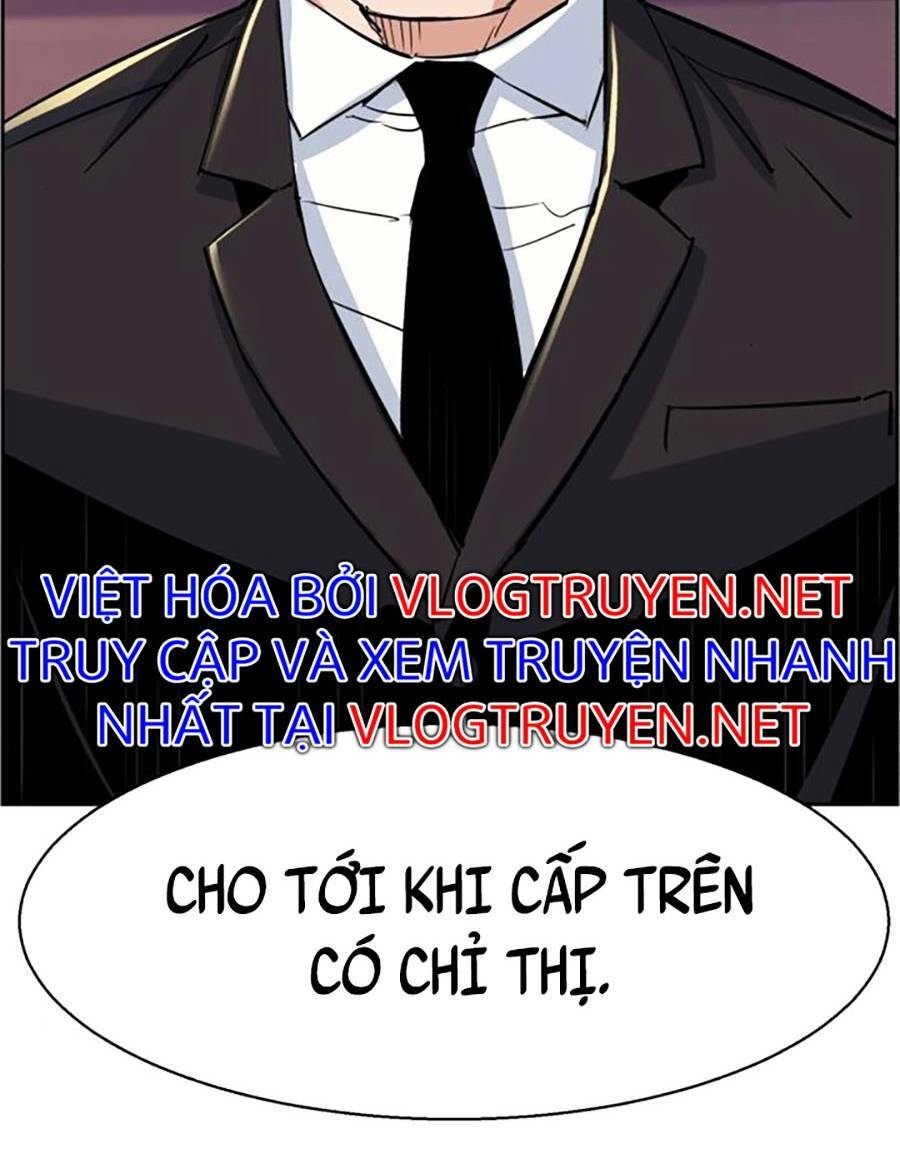 VIỆT HÓA BỞI VLOGTRUYEN.NET
TRUY CẬP VÀ XEM TRUYỆN NHANH
NHẤT TẠI VLOGTRUYEN.NET
CHO TỚI KHI CẤP TRÊN
CÓ CHỈ THỊ.